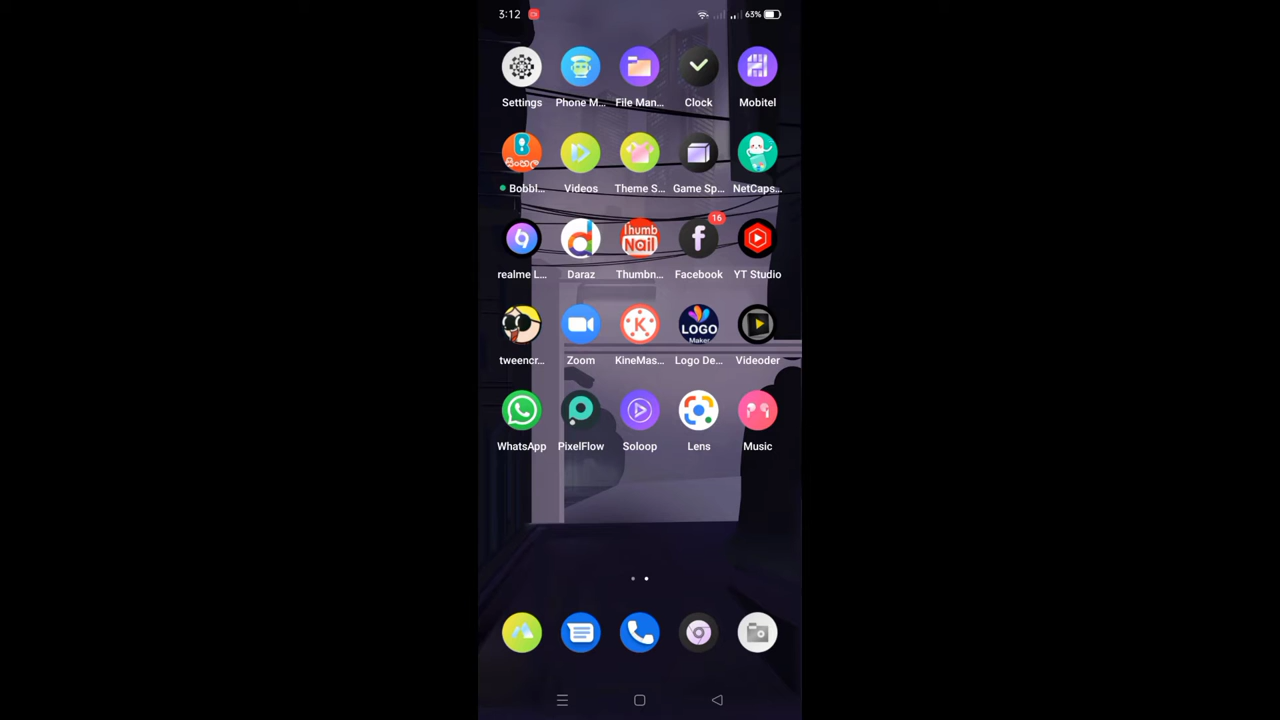 3:12 63%
Settings Phone M... File Man... Clock Mobitel
සිංහල
Bobbl... Videos Theme S... Game Sp... NetCaps...
Thumb
Nail
16
realme L... Daraz Thumbn... Facebook YT Studio
LOGO
Maker
tweencr... Zoom KineMas... Logo De... Videoder
WhatsApp PixelFlow Soloop Lens Music